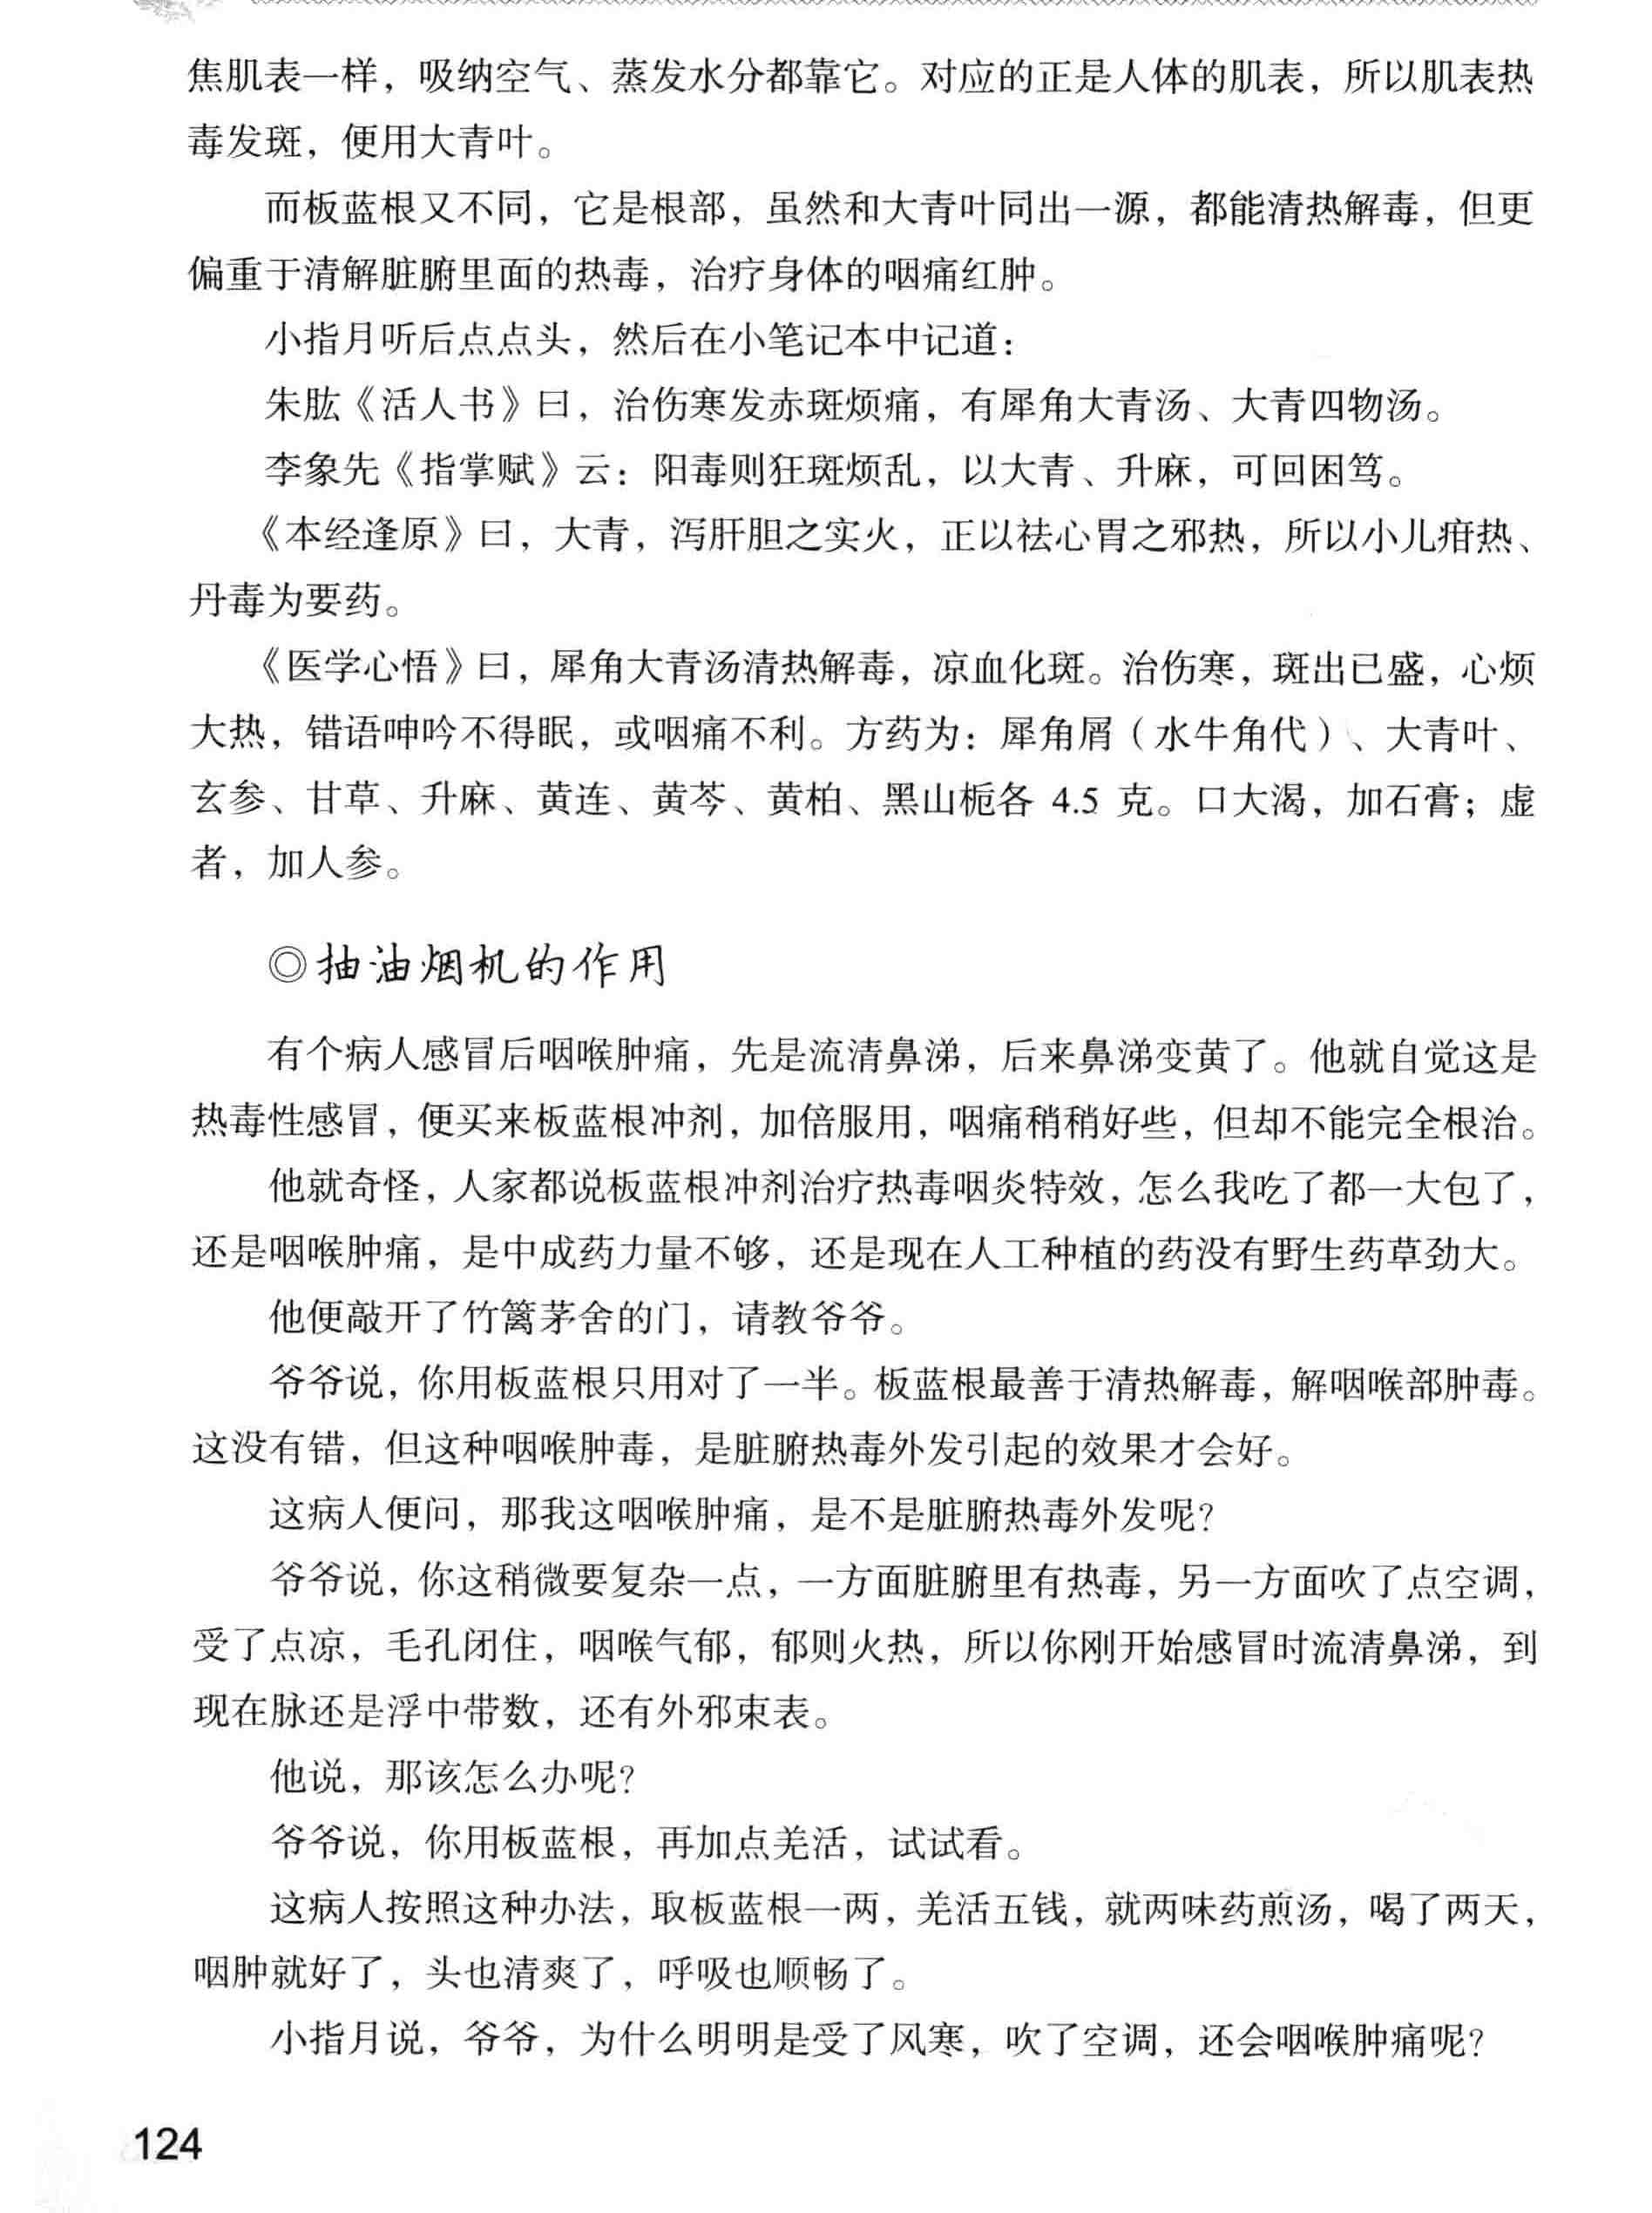 焦肌表一样，吸纳空气、蒸发水分都靠它。对应的正是人体的肌表，所以肌表热
毒发斑，便用大青叶。
而板蓝根又不同，它是根部，虽然和大青叶同出一源，都能清热解毒，但更
偏重于清解脏腑里面的热毒，治疗身体的咽痛红肿。
小指月听后点点头，然后在小笔记本中记道：
朱肱《活人书》曰，治伤寒发赤斑烦痛，有犀角大青汤、大青四物汤。
李象先《指掌赋》云：阳毒则狂斑烦乱，以大青、升麻，可回困笃。
《本经逢原》曰，大青，泻肝胆之实火，正以祛心胃之邪热，所以小儿疳热、
丹毒为要药。
《医学心悟》曰，犀角大青汤清热解毒，凉血化斑。治伤寒，斑出已盛，心烦
大热，错语呻吟不得眠，或咽痛不利。方药为：犀角屑（水牛角代）、大青叶、
玄参、甘草、升麻、黄连、黄芩、黄柏、黑山栀各 4.5 克。口大渴，加石膏；虚
者，加人参。
◎抽油烟机的作用
有个病人感冒后咽喉肿痛，先是流清鼻涕，后来鼻涕变黄了。他就自觉这是
热毒性感冒，便买来板蓝根冲剂，加倍服用，咽痛稍稍好些，但却不能完全根治。
他就奇怪，人家都说板蓝根冲剂治疗热毒咽炎特效，怎么我吃了都一大包了，
还是咽喉肿痛，是中成药力量不够，还是现在人工种植的药没有野生药草劲大。
他便敲开了竹篱茅舍的门，请教爷爷。
爷爷说，你用板蓝根只用对了一半。板蓝根最善于清热解毒，解咽喉部肿毒。
这没有错，但这种咽喉肿毒，是脏腑热毒外发引起的效果才会好。
这病人便问，那我这咽喉肿痛，是不是脏腑热毒外发呢？
爷爷说，你这稍微要复杂一点，一方面脏腑里有热毒，另一方面吹了点空调，
受了点凉，毛孔闭住，咽喉气郁，郁则火热，所以你刚开始感冒时流清鼻涕，到
现在脉还是浮中带数，还有外邪束表。
他说，那该怎么办呢？
爷爷说，你用板蓝根，再加点羌活，试试看。
这病人按照这种办法，取板蓝根一两，羌活五钱，就两味药煎汤，喝了两天，
咽肿就好了，头也清爽了，呼吸也顺畅了。
小指月说，爷爷，为什么明明是受了风寒，吹了空调，还会咽喉肿痛呢？
124